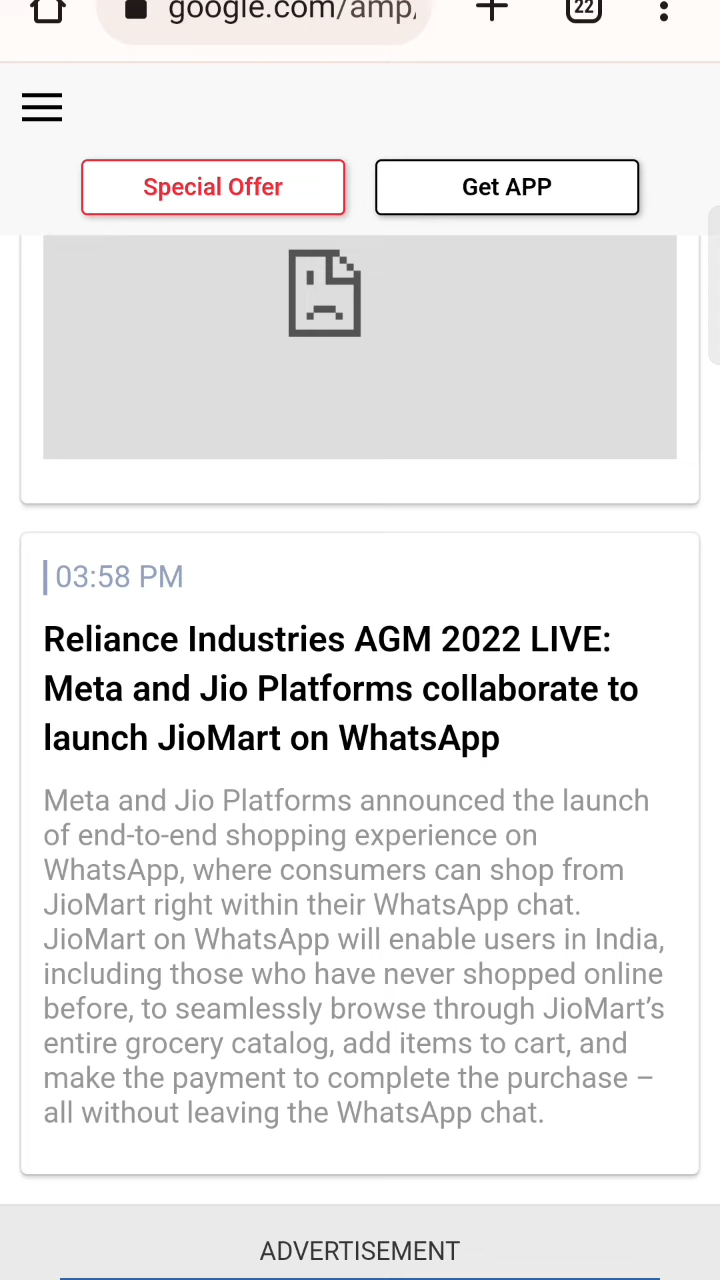 google.com/amp
22
Special Offer
Get APP
03:58 PM
Reliance Industries AGM 2022 LIVE:
Meta and Jio Platforms collaborate to
launch JioMart on WhatsApp
Meta and Jio Platforms announced the launch
of end-to-end shopping experience on
WhatsApp, where consumers can shop from
JioMart right within their WhatsApp chat.
JioMart on WhatsApp will enable users in India,
including those who have never shopped online
before, to seamlessly browse through JioMart’s
entire grocery catalog, add items to cart, and
make the payment to complete the purchase –
all without leaving the WhatsApp chat.
ADVERTISEMENT